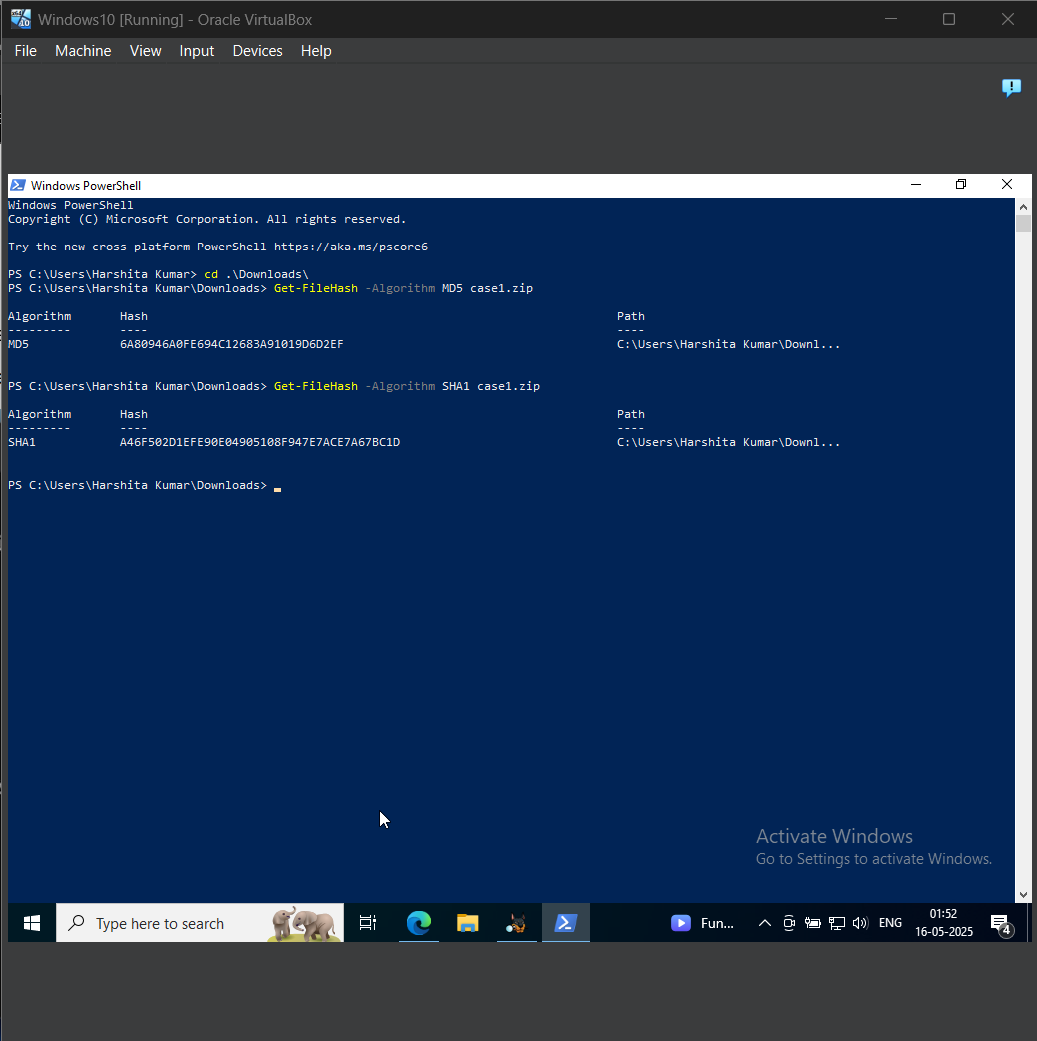 Windows10 [Running] - Oracle VirtualBox
File Machine View Input Devices Help
Windows PowerShell
Windows PowerShell
Copyright (C) Microsoft Corporation. All rights reserved.
Try the new cross platform PowerShell https://aka.ms/pscore6
PS C:\Users\Harshita Kumar> cd .\Downloads\
PS C:\Users\Harshita Kumar\Downloads> Get-FileHash -Algorithm MD5 case1.zip
Algorithm Hash Path
--------- ---- ----
MD5 6A80946A0FE694C12683A91019D6D2EF C:\Users\Harshita Kumar\Downl...
PS C:\Users\Harshita Kumar\Downloads> Get-FileHash -Algorithm SHA1 case1.zip
Algorithm Hash Path
--------- ---- ----
SHA1 A46F502D1EFE90E04905108F947E7ACE7A67BC1D C:\Users\Harshita Kumar\Downl...
PS C:\Users\Harshita Kumar\Downloads>
Activate Windows
Go to Settings to activate Windows.
Type here to search
Fun...
ENG
01:52
16-05-2025
4